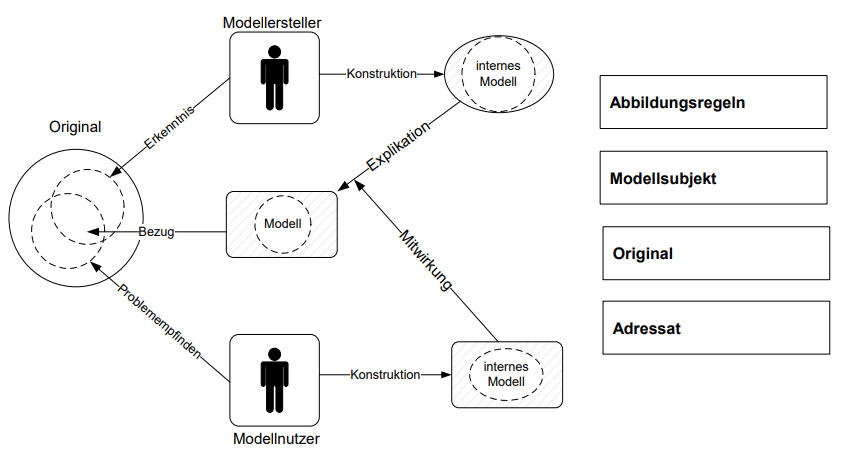 Modellersteller
Original
Erkenntnis
Konstruktion
internes
Modell
Explikation
Modell
Bezug
Mitwirkung
Problemempfinden
Konstruktion
internes
Modell
Modellnutzer
Abbildungsregeln
Modellsubjekt
Original
Adressat